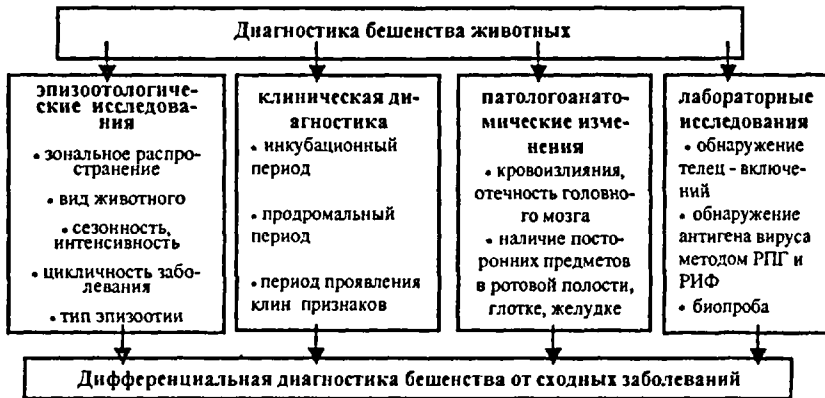 Диагностика бешенства животных
эпизоотологиче-
ские исследова-
ния
• зональное распро-
странение
• вид животного
• сезонность,
интенсивность
• цикличность забо-
левания
• тип эпизоотии
клиническая ди-
агностика
• инкубационный
период
• продромальный
период
• период проявления
клин признаков
патологоанато-
мические изме-
нения
• кровоизлияния,
отечность головно-
го мозга
• наличие посто-
ронних предметов
в ротовой полости,
глотке, желудке
лабораторные
исследования
• обнаружение
телец - включе-
ний
• обнаружение
антигена вируса
методом РПГ и
РИФ
• биопроба
Дифференциальная диагностика бешенства от сходных заболеваний